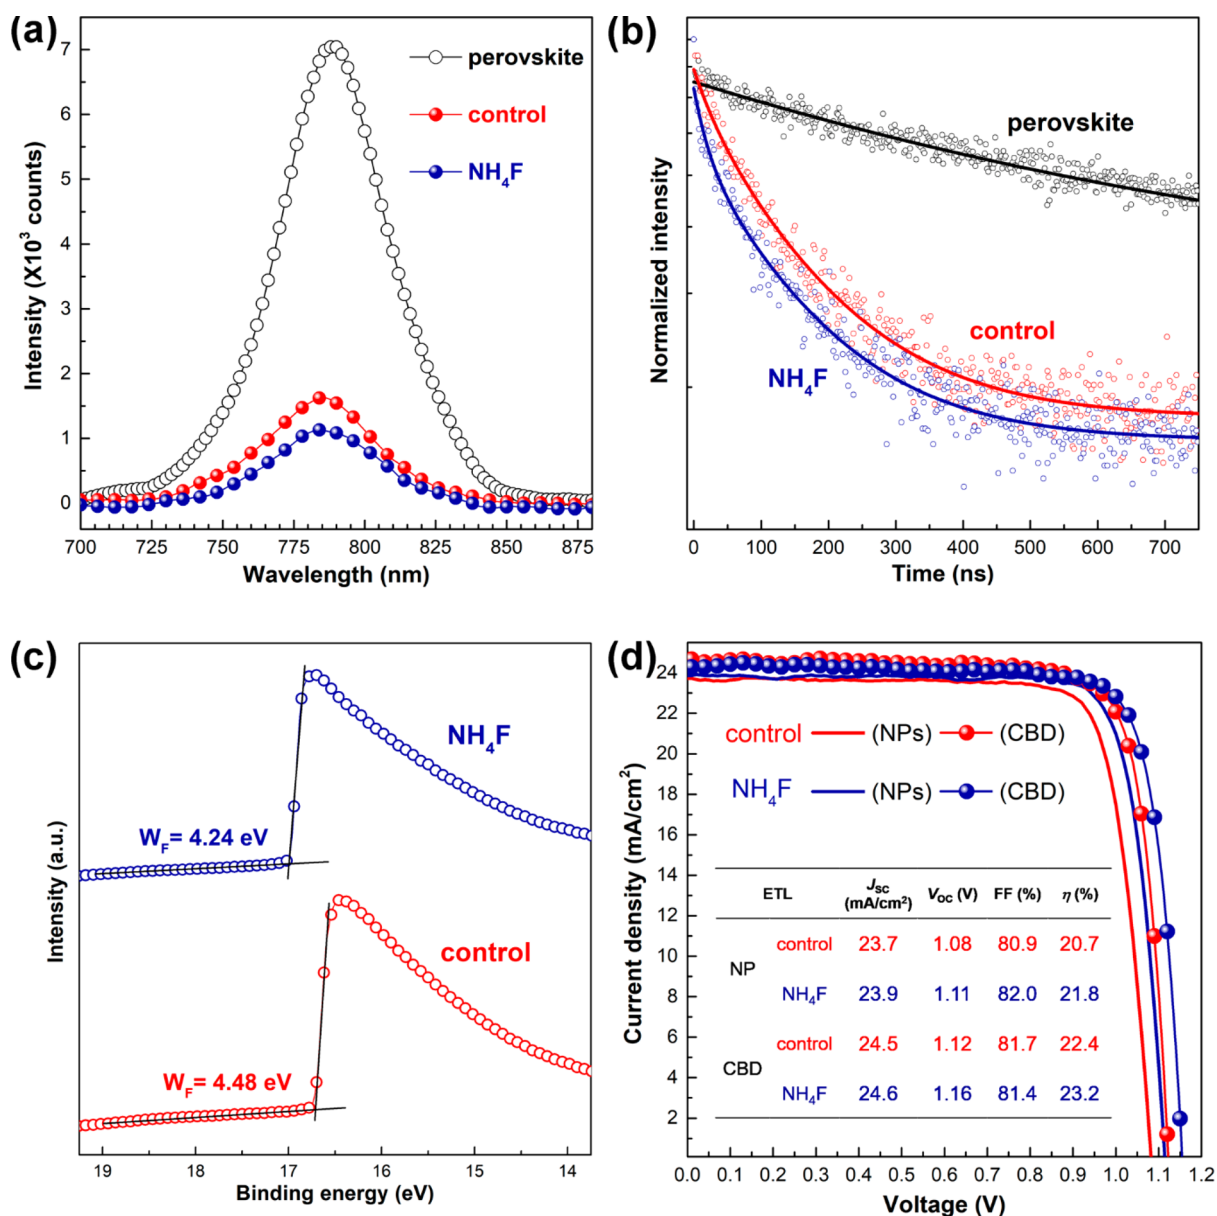 (a)
7
6
5
4
3
2
1
0
Intensity (X10³ counts)
perovskite
control
NH₄F
700 725 750 775 800 825 850 875
Wavelength (nm)
(b)
Normalized intensity
perovskite
control
NH₄F
0 100 200 300 400 500 600 700
Time (ns)
(c)
Intensity (a.u.)
NH₄F
W_F= 4.24 eV
control
W_F= 4.48 eV
19 18 17 16 15 14
Binding energy (eV)
(d)
24
22
20
18
16
14
12
10
8
6
4
2
Current density (mA/cm²)
control (NPs) (CBD)
NH₄F (NPs) (CBD)
ETL J_sc (mA/cm²) V_oc (V) FF (%) η (%)
NP
control 23.7 1.08 80.9 20.7
NH₄F 23.9 1.11 82.0 21.8
CBD
control 24.5 1.12 81.7 22.4
NH₄F 24.6 1.16 81.4 23.2
0.0 0.1 0.2 0.3 0.4 0.5 0.6 0.7 0.8 0.9 1.0 1.1 1.2
Voltage (V)